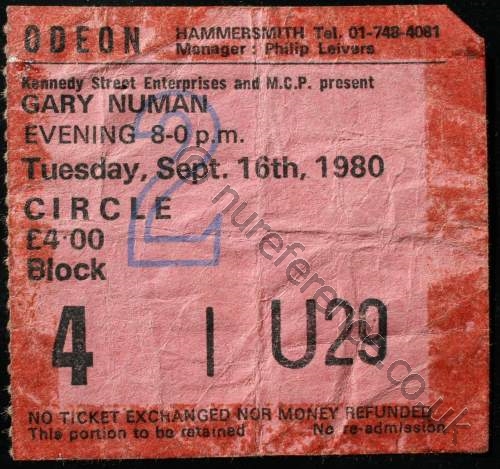 ODEON HAMMERSMITH Tel. 01-748-4081
Manager : Philip Leivers
Kennedy Street Enterprises and M.C.P. present
GARY NUMAN
EVENING 8-0 p.m.
2
Tuesday, Sept. 16th, 1980
CIRCLE
£4·00
Block
4 | U29
NO TICKET EXCHANGED NOR MONEY REFUNDED
This portion to be retained No re-admission
© nureference.co.uk